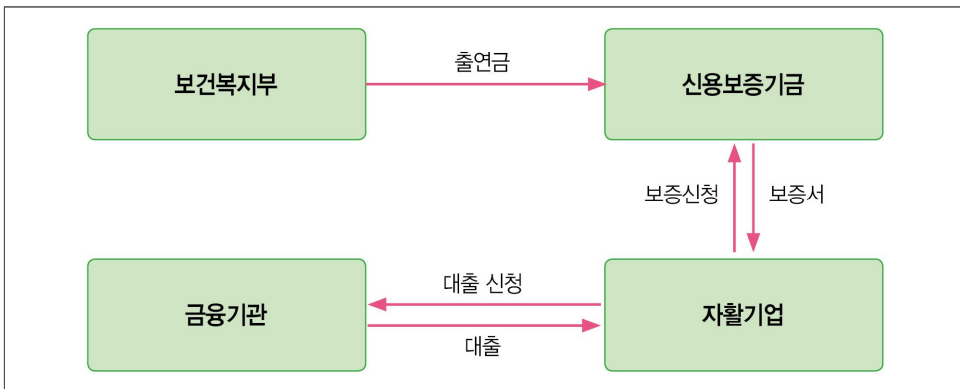 보건복지부
출연금
신용보증기금
보증신청
보증서
금융기관
대출 신청
대출
자활기업